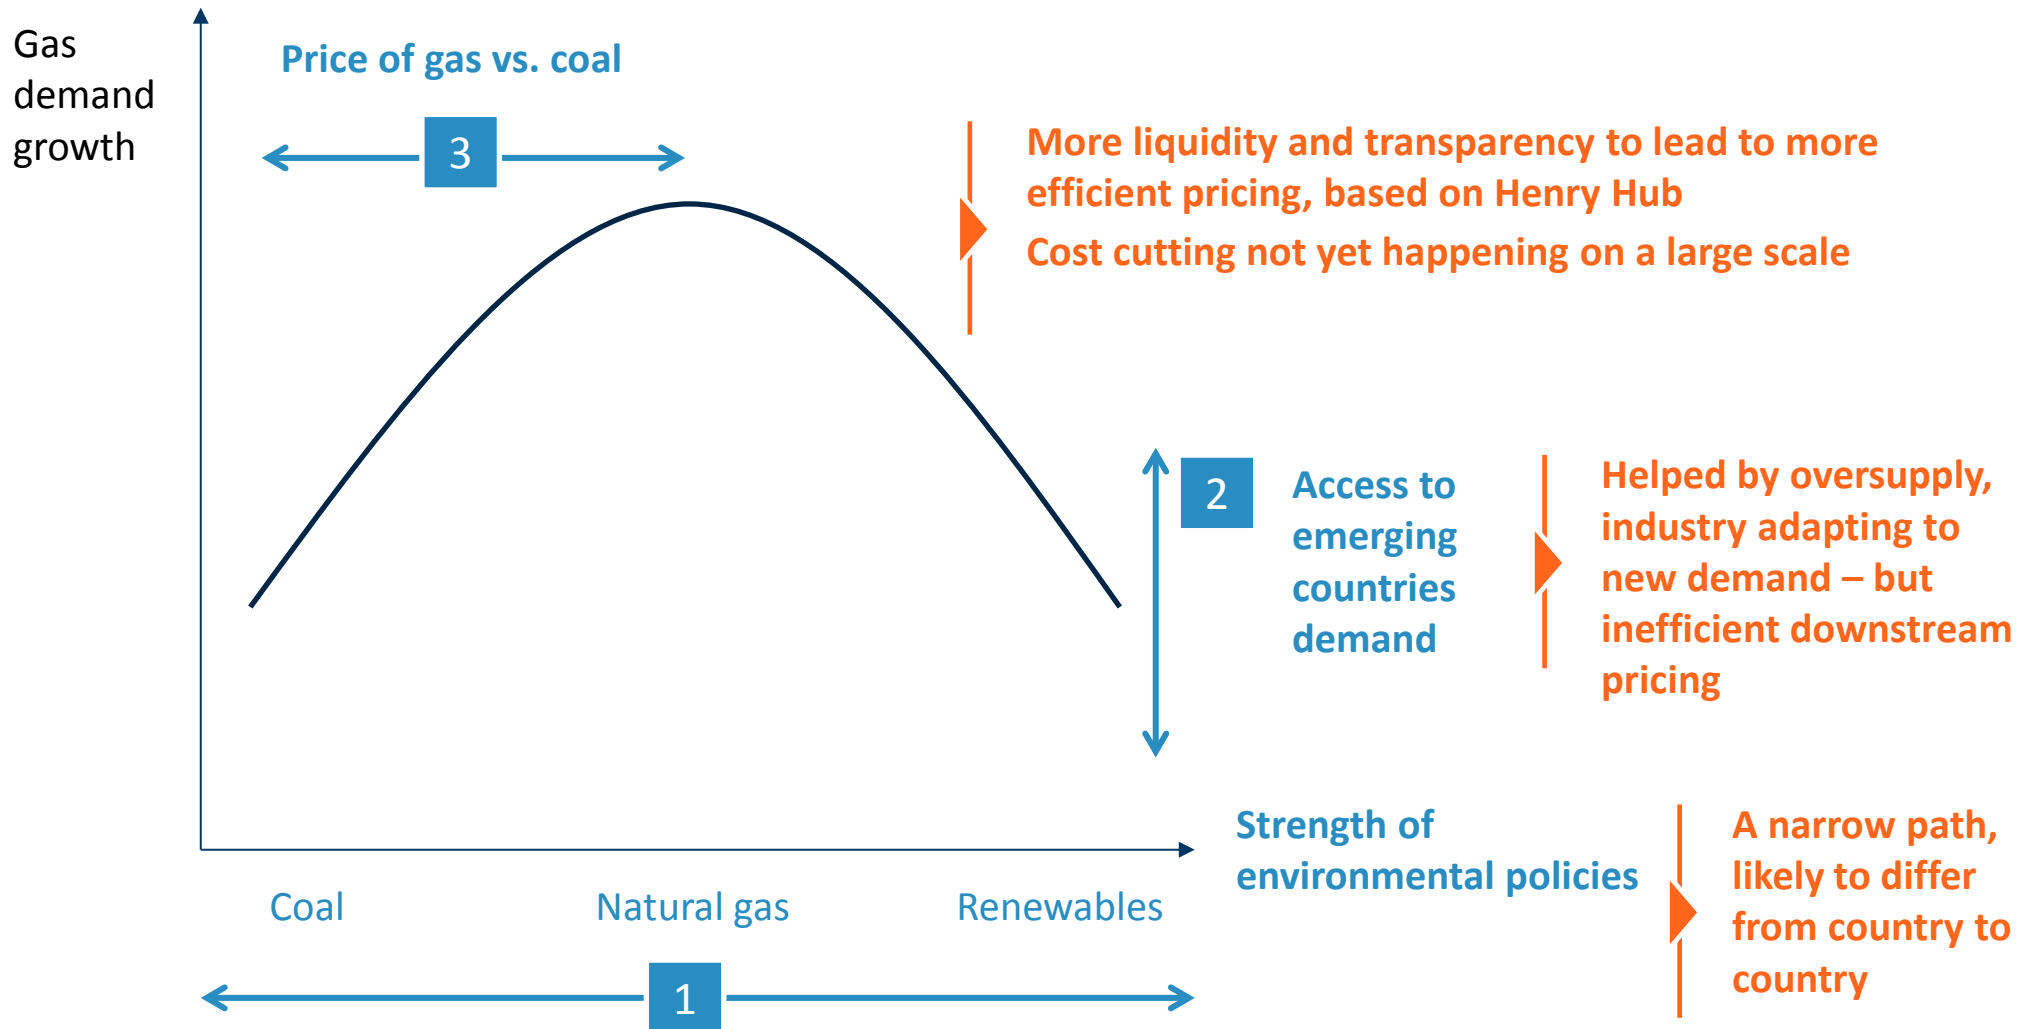 Gas
demand
growth
Price of gas vs. coal
3
More liquidity and transparency to lead to more
efficient pricing, based on Henry Hub
Cost cutting not yet happening on a large scale
2
Access to
emerging
countries
demand
Helped by oversupply,
industry adapting to
new demand – but
inefficient downstream
pricing
Strength of
environmental policies
A narrow path,
likely to differ
from country to
country
Coal
Natural gas
Renewables
1